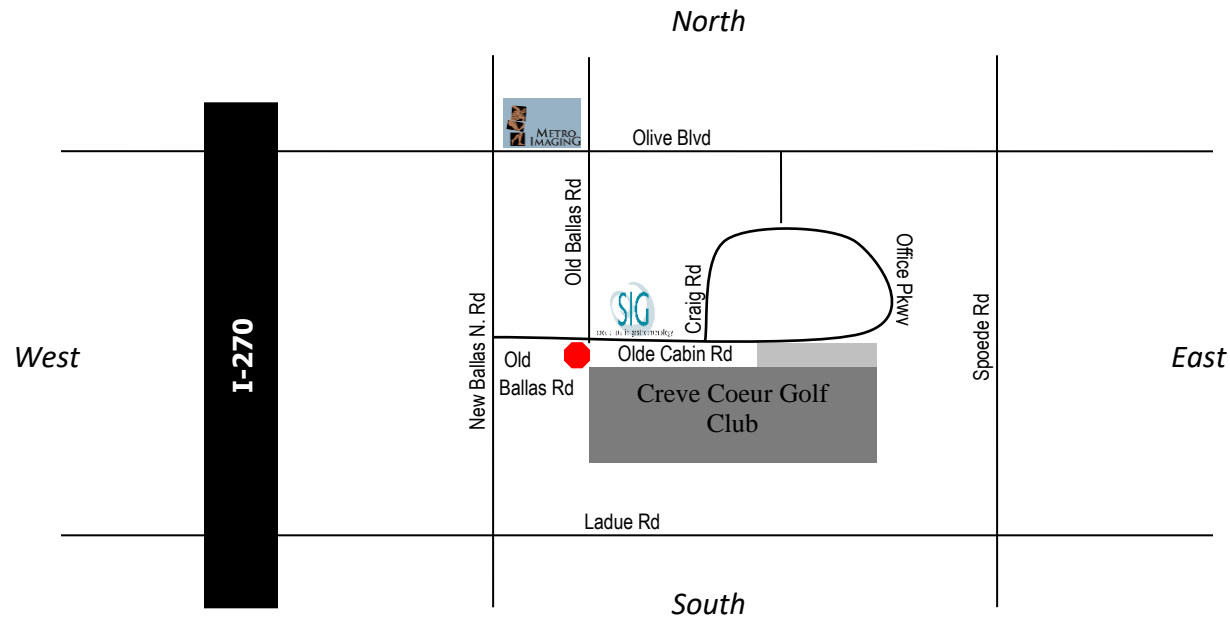 North
METRO
IMAGING
Olive Blvd
Old Ballas Rd
Office Pkwy
Craig Rd
SIG
New Ballas N. Rd
I-270
Spoede Rd
West
East
Old
Ballas Rd
Olde Cabin Rd
Creve Coeur Golf
Club
Ladue Rd
South